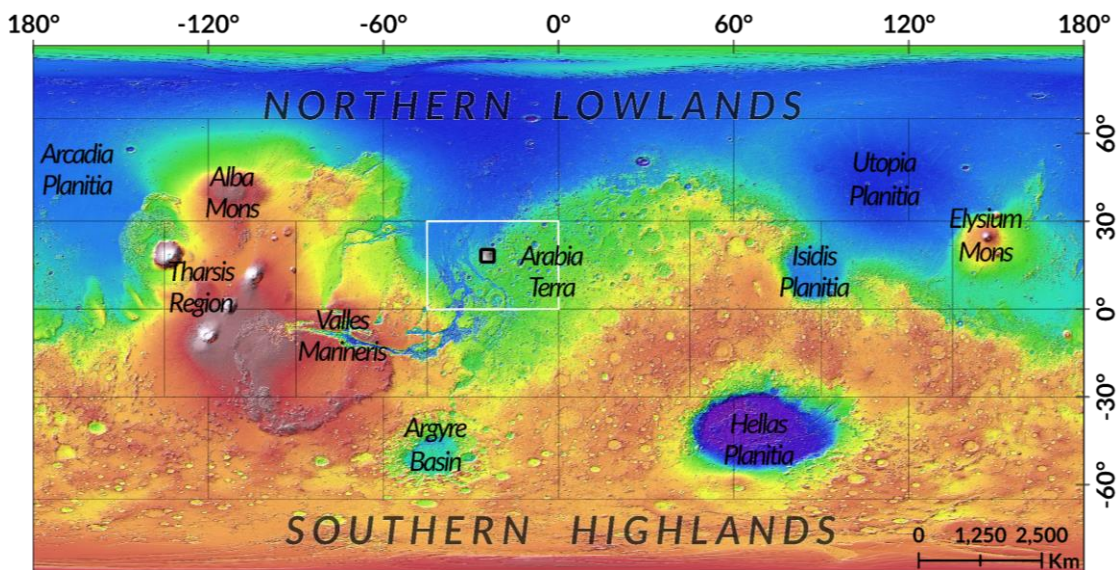 180° -120° -60° 0° 60° 120° 180°
NORTHERN LOWLANDS
60°
Arcadia
Planitia
Alba
Mons
Utopia
Planitia
30°
Elysium
Mons
Tharsis
Region
Arabia
Terra
Isidis
Planitia
0°
Valles
Marineris
-30°
Argyre
Basin
Hellas
Planitia
-60°
SOUTHERN HIGHLANDS
0 1,250 2,500
Km